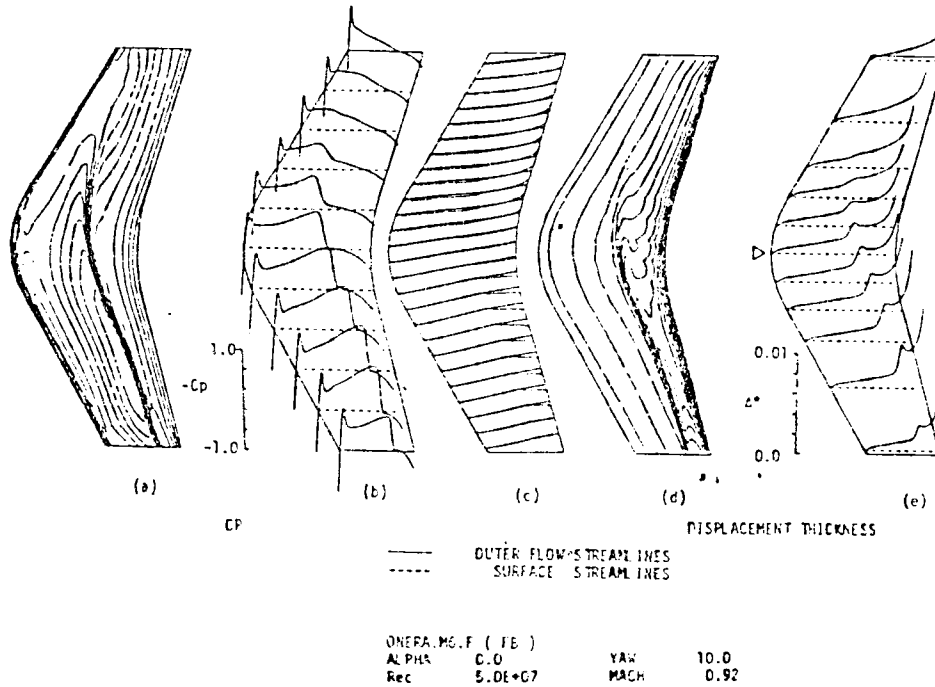 1.0
-Cp
-1.0
0.01
Δ*
0.0
(a)
(b)
(c)
(d)
(e)
CP
DISPLACEMENT THICKNESS
OUTER FLOW STREAMLINES
SURFACE STREAMLINES
ONERA.M6.F ( FB )
ALPHA 0.0 YAW 10.0
Rec 5.0E+07 MACH 0.92